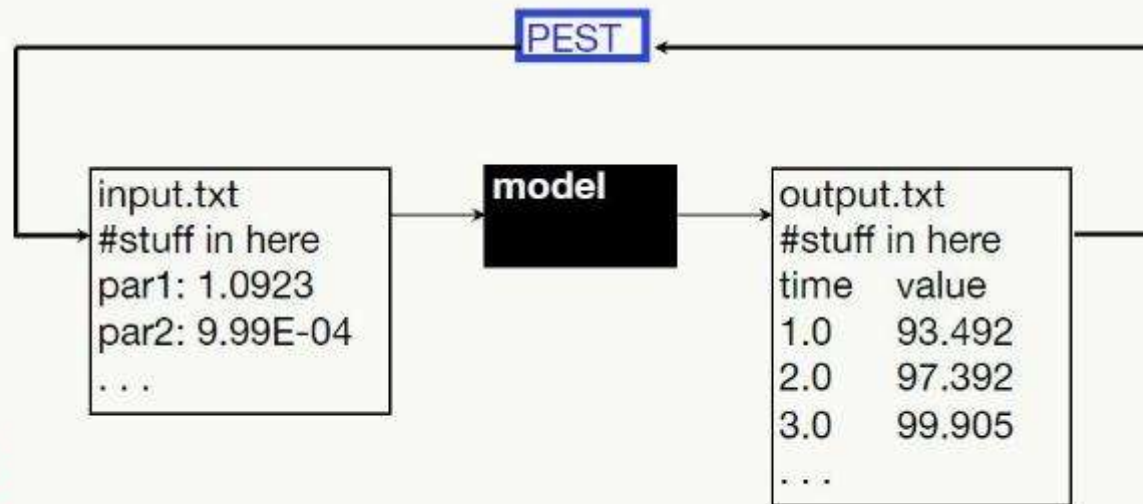 PEST
input.txt
#stuff in here
par1: 1.0923
par2: 9.99E-04
. . .
model
output.txt
#stuff in here
time value
1.0 93.492
2.0 97.392
3.0 99.905
. . .